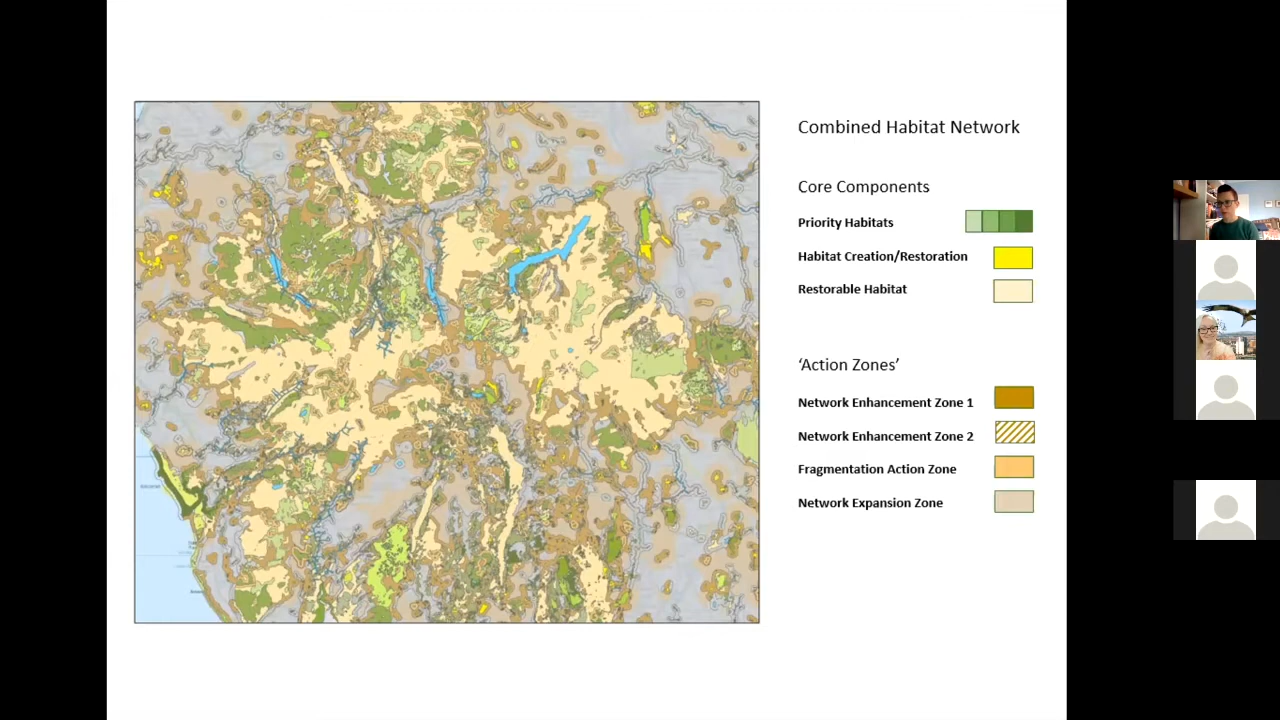 Combined Habitat Network
Core Components
Priority Habitats
Habitat Creation/Restoration
Restorable Habitat
‘Action Zones’
Network Enhancement Zone 1
Network Enhancement Zone 2
Fragmentation Action Zone
Network Expansion Zone